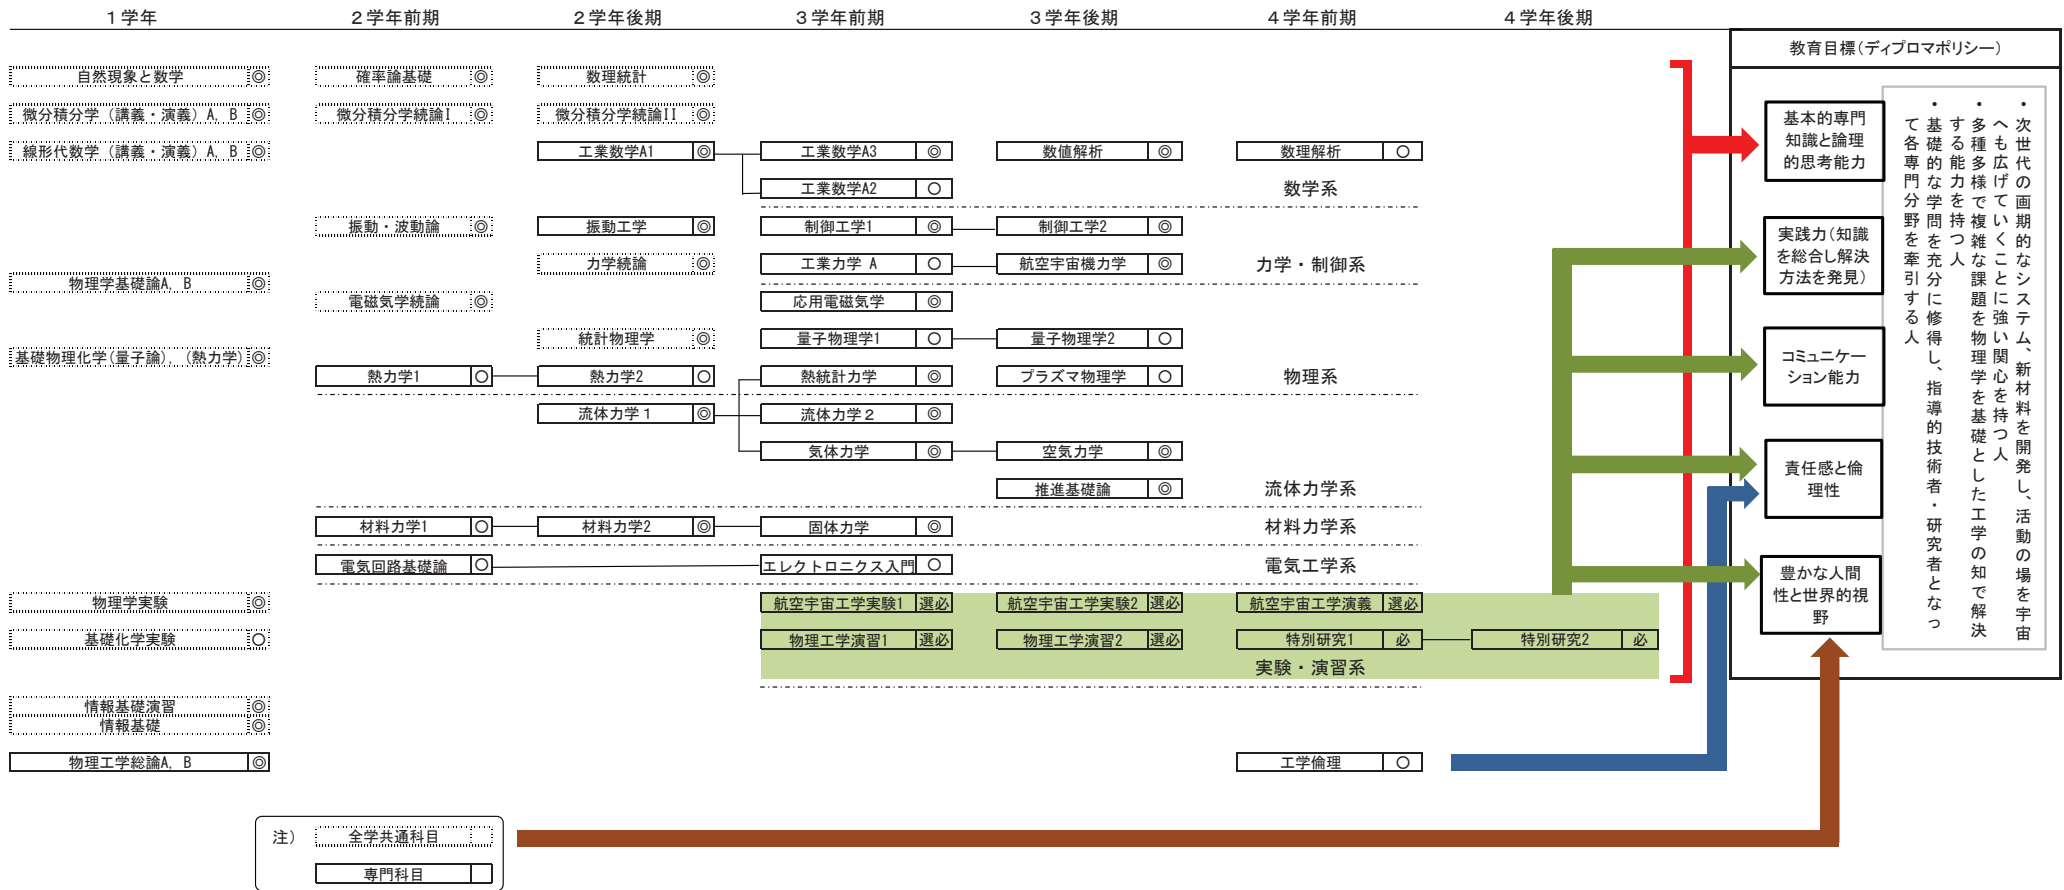 １学年 ２学年前期 ２学年後期 ３学年前期 ３学年後期 ４学年前期 ４学年後期
教育目標(ディプロマポリシー)
自然現象と数学 ◎ 確率論基礎 ◎ 数理統計 ◎
微分積分学（講義・演義）A, B ◎ 微分積分学続論I ◎ 微分積分学続論II ◎
線形代数学（講義・演義）A, B ◎ 工業数学A1 ◎ 工業数学A3 ◎ 数値解析 ◎ 数理解析 ○
工業数学A2 ○ 数学系
振動・波動論 ◎ 振動工学 ◎ 制御工学1 ◎ 制御工学2 ◎
力学続論 ◎ 工業力学 A ○ 航空宇宙機力学 ◎ 力学・制御系
物理学基礎論A, B ◎
電磁気学続論 ◎ 応用電磁気学 ◎
統計物理学 ◎ 量子物理学1 ○ 量子物理学2 ○
基礎物理化学(量子論), (熱力学) ◎
熱力学1 ○ 熱力学2 ○ 熱統計力学 ◎ プラズマ物理学 ○ 物理系
流体力学１ ◎ 流体力学２ ◎
気体力学 ◎ 空気力学 ◎
推進基礎論 ◎ 流体力学系
材料力学1 ○ 材料力学2 ◎ 固体力学 ◎ 材料力学系
電気回路基礎論 ○ エレクトロニクス入門 ○ 電気工学系
物理学実験 ◎ 航空宇宙工学実験1 選必 航空宇宙工学実験2 選必 航空宇宙工学演義 選必
基礎化学実験 ○ 物理工学演習1 選必 物理工学演習2 選必 特別研究1 必 特別研究2 必
実験・演習系
情報基礎演習 ◎
情報基礎 ◎
物理工学総論A, B ◎ 工学倫理 ○
注） 全学共通科目
専門科目
基本的専門
知識と論理
的思考能力
実践力(知識
を総合し解決
方法を発見)
コミュニケー
ション能力
責任感と倫
理性
豊かな人間
性と世界的視
野
・次世代の画期的なシステム、新材料を開発し、活動の場を宇宙
へも広げていくことに強い関心を持つ人
・多種多様で複雑な課題を物理学を基礎とした工学の知で解決
する能力を持つ人
・基礎的な学問を充分に修得し、指導的技術者・研究者となっ
て各専門分野を牽引する人